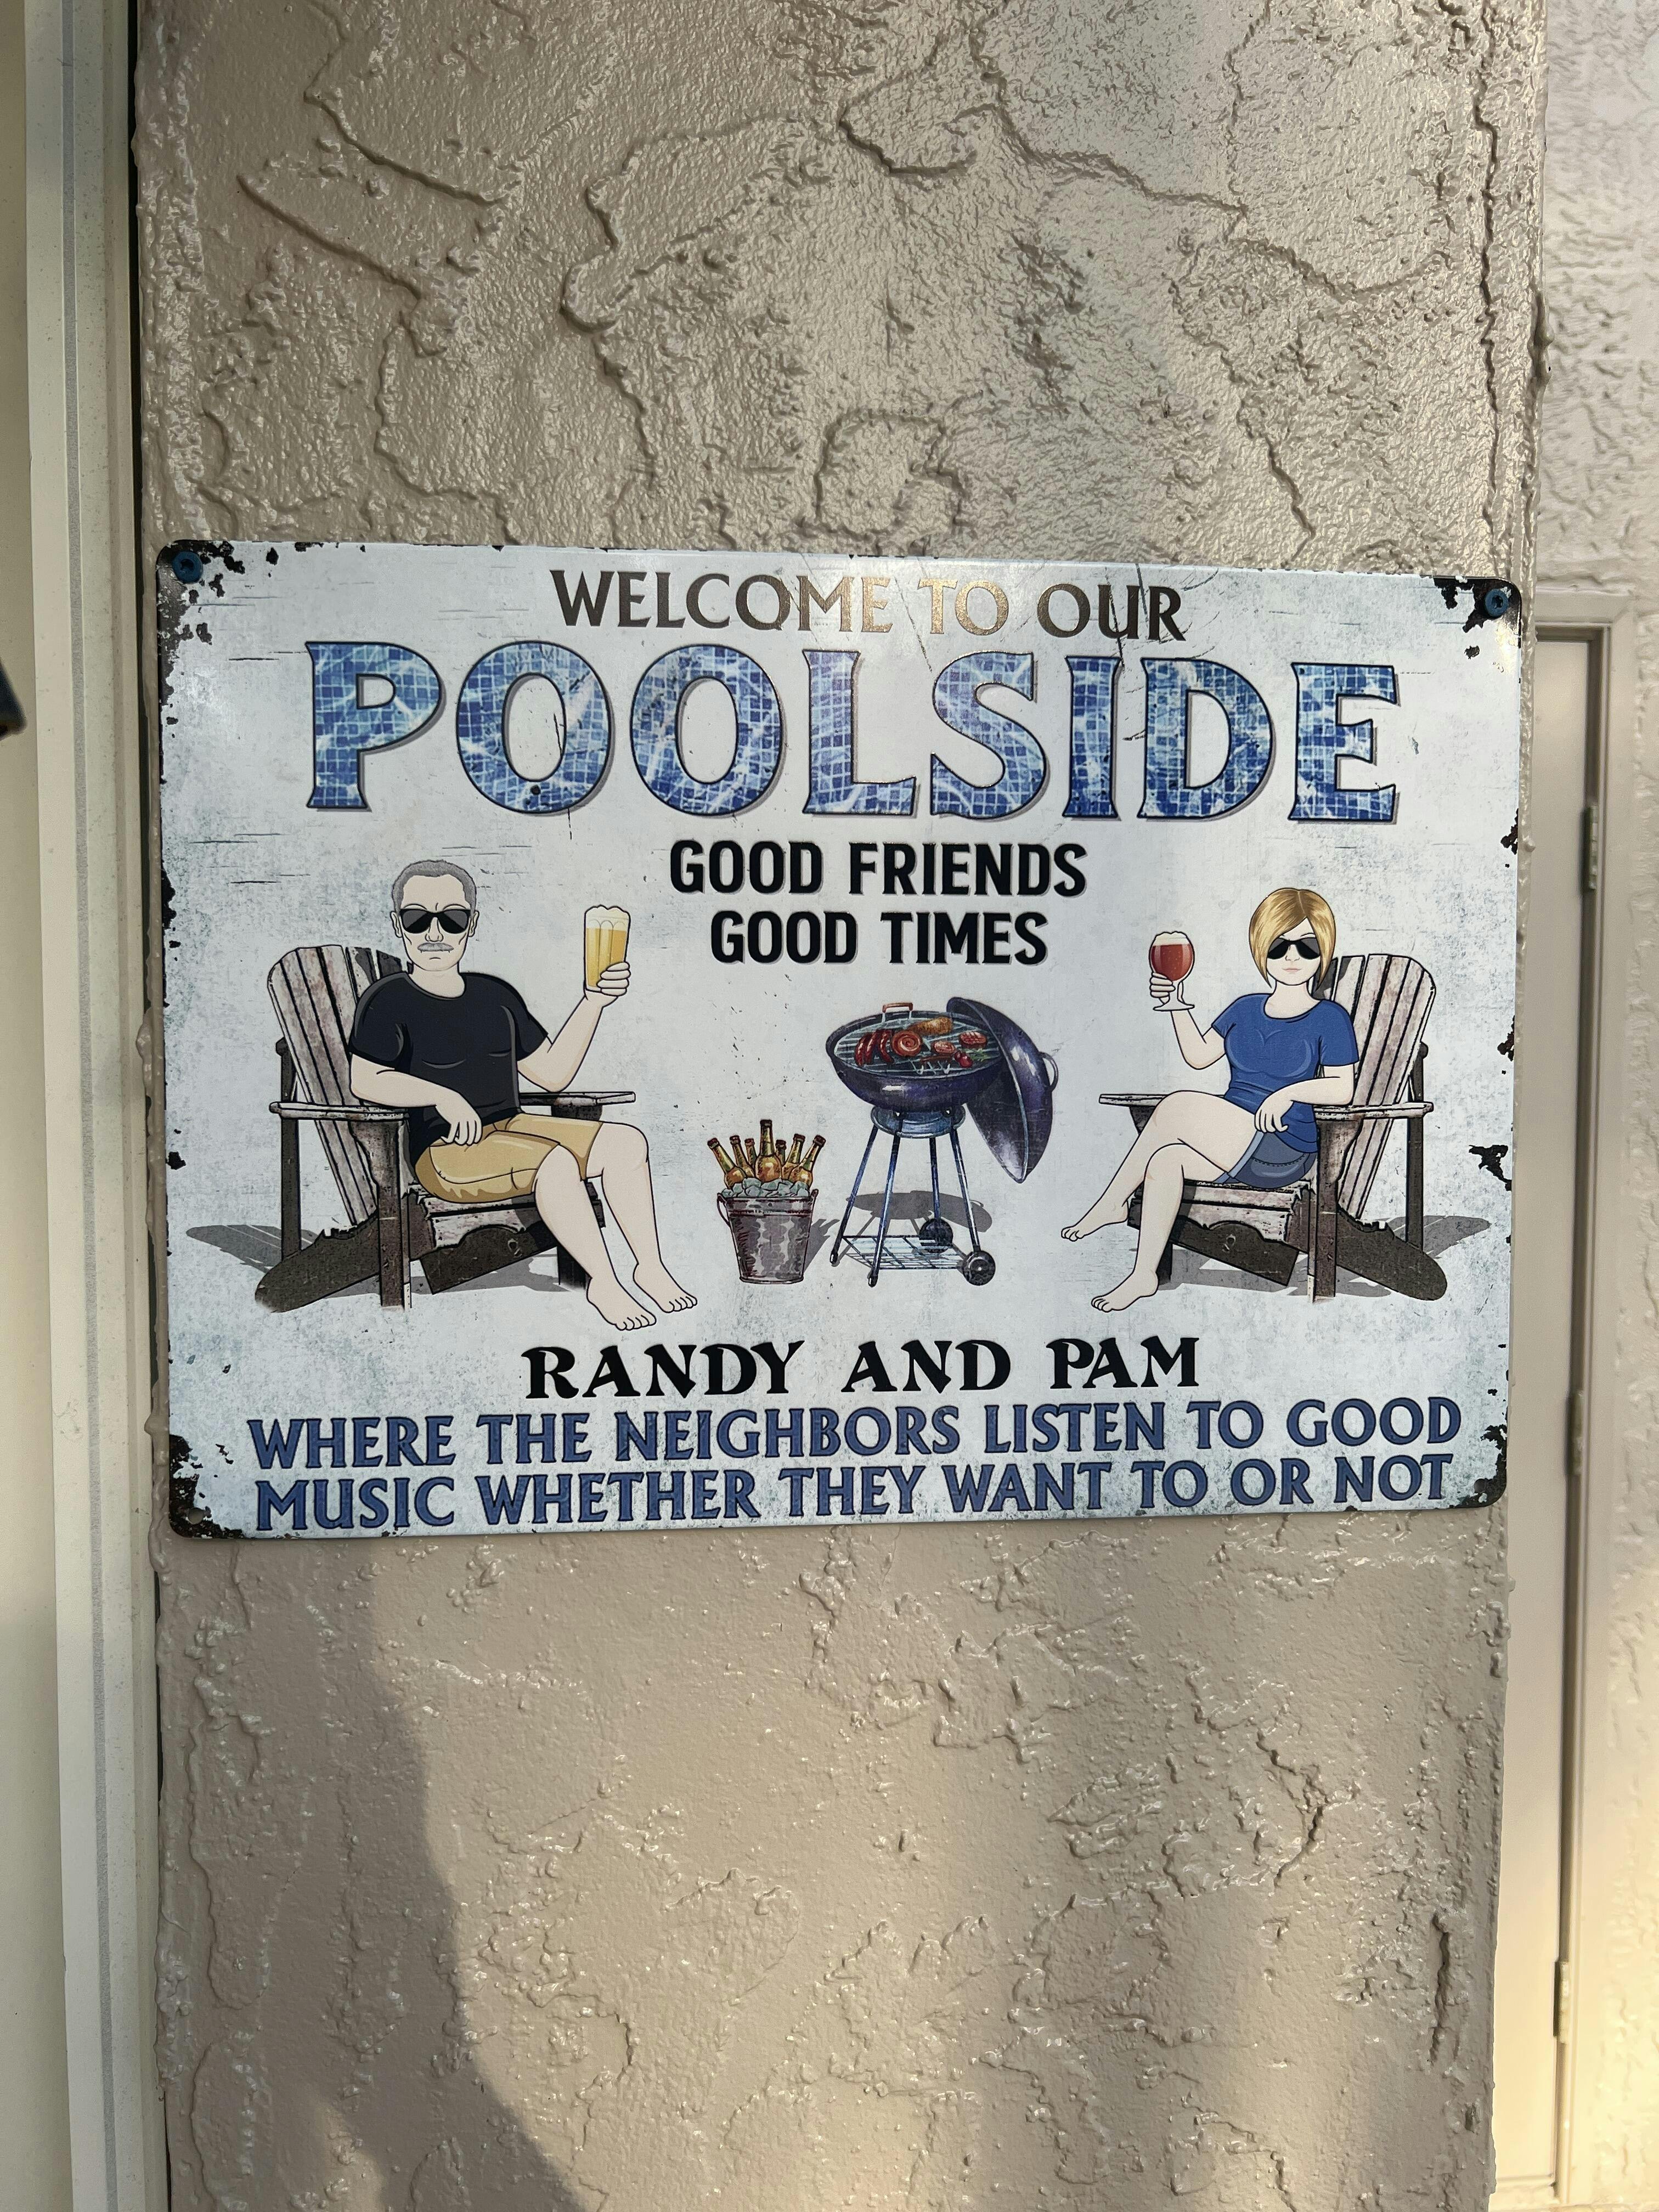 WELCOME TO OUR
POOLSIDE
GOOD FRIENDS
GOOD TIMES
RANDY AND PAM
WHERE THE NEIGHBORS LISTEN TO GOOD
MUSIC WHETHER THEY WANT TO OR NOT